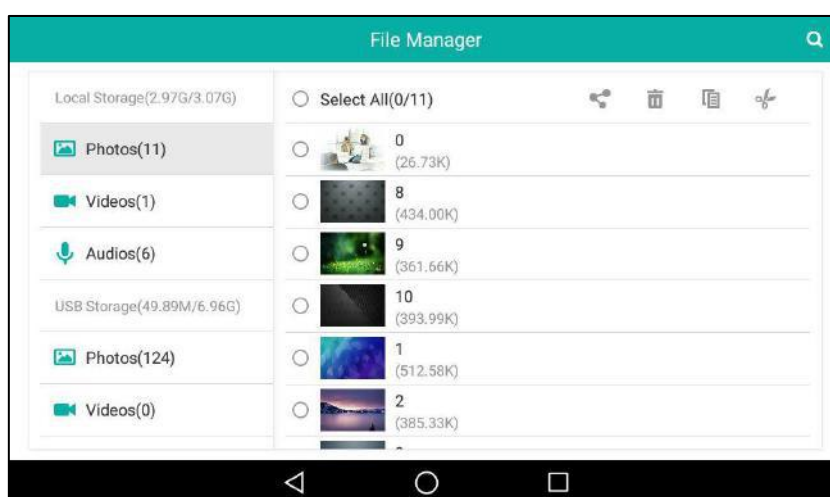 File Manager
Local Storage(2.97G/3.07G)
Photos(11)
Videos(1)
Audios(6)
USB Storage(49.89M/6.96G)
Photos(124)
Videos(0)
Select All(0/11)
0
(26.73K)
8
(434.00K)
9
(361.66K)
10
(393.99K)
1
(512.58K)
2
(385.33K)